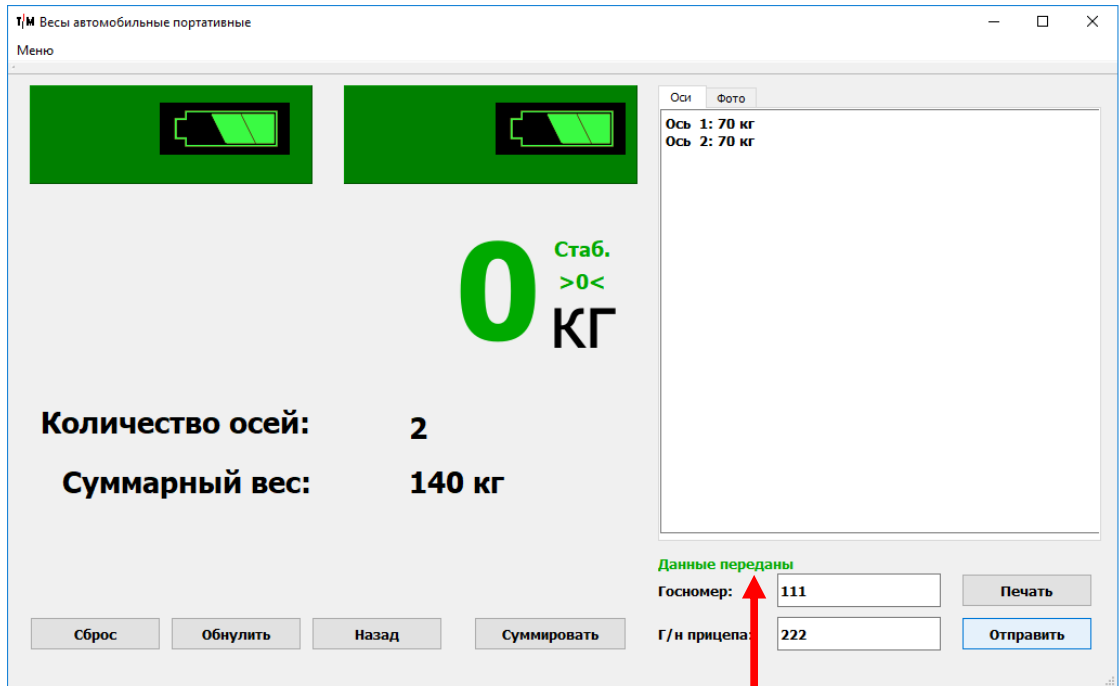 T/M Весы автомобильные портативные
Меню
Стаб.
>0<
0
кг
Количество осей: 2
Суммарный вес: 140 кг
Сброс
Обнулить
Назад
Суммировать
Оси
Фото
Ось 1: 70 кг
Ось 2: 70 кг
Данные переданы
Госномер: 111
Печать
Г/н прицепа: 222
Отправить